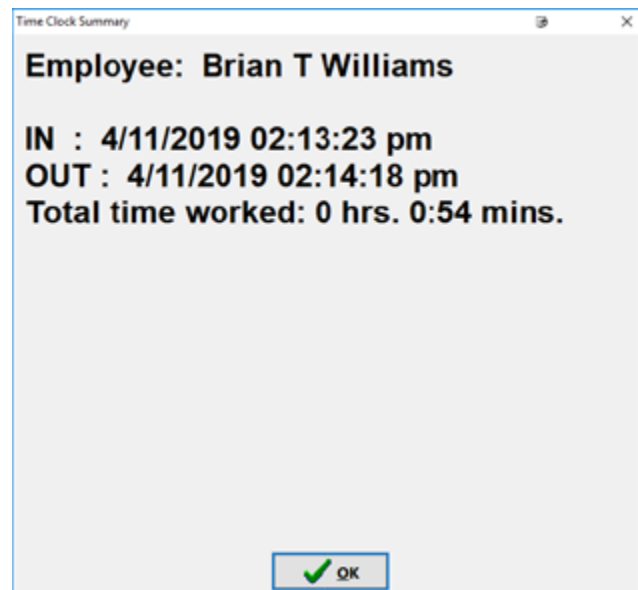 Time Clock Summary
Employee: Brian T Williams
IN : 4/11/2019 02:13:23 pm
OUT : 4/11/2019 02:14:18 pm
Total time worked: 0 hrs. 0:54 mins.
OK